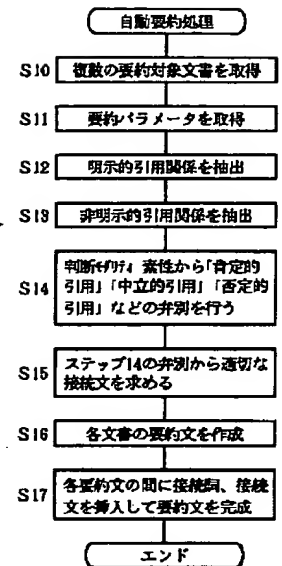 自動要約処理
S10 複数の要約対象文書を取得
S11 要約パラメータを取得
S12 明示的引用関係を抽出
S13 非明示的引用関係を抽出
S14 判断モダリティ素性から「肯定的
引用」「中立的引用」「否定的
引用」などの弁別を行う
S15 ステップ14の弁別から適切な
接続文を求める
S16 各文書の要約文を作成
S17 各要約文の間に接続詞、接続
文を挿入して要約文を完成
エンド